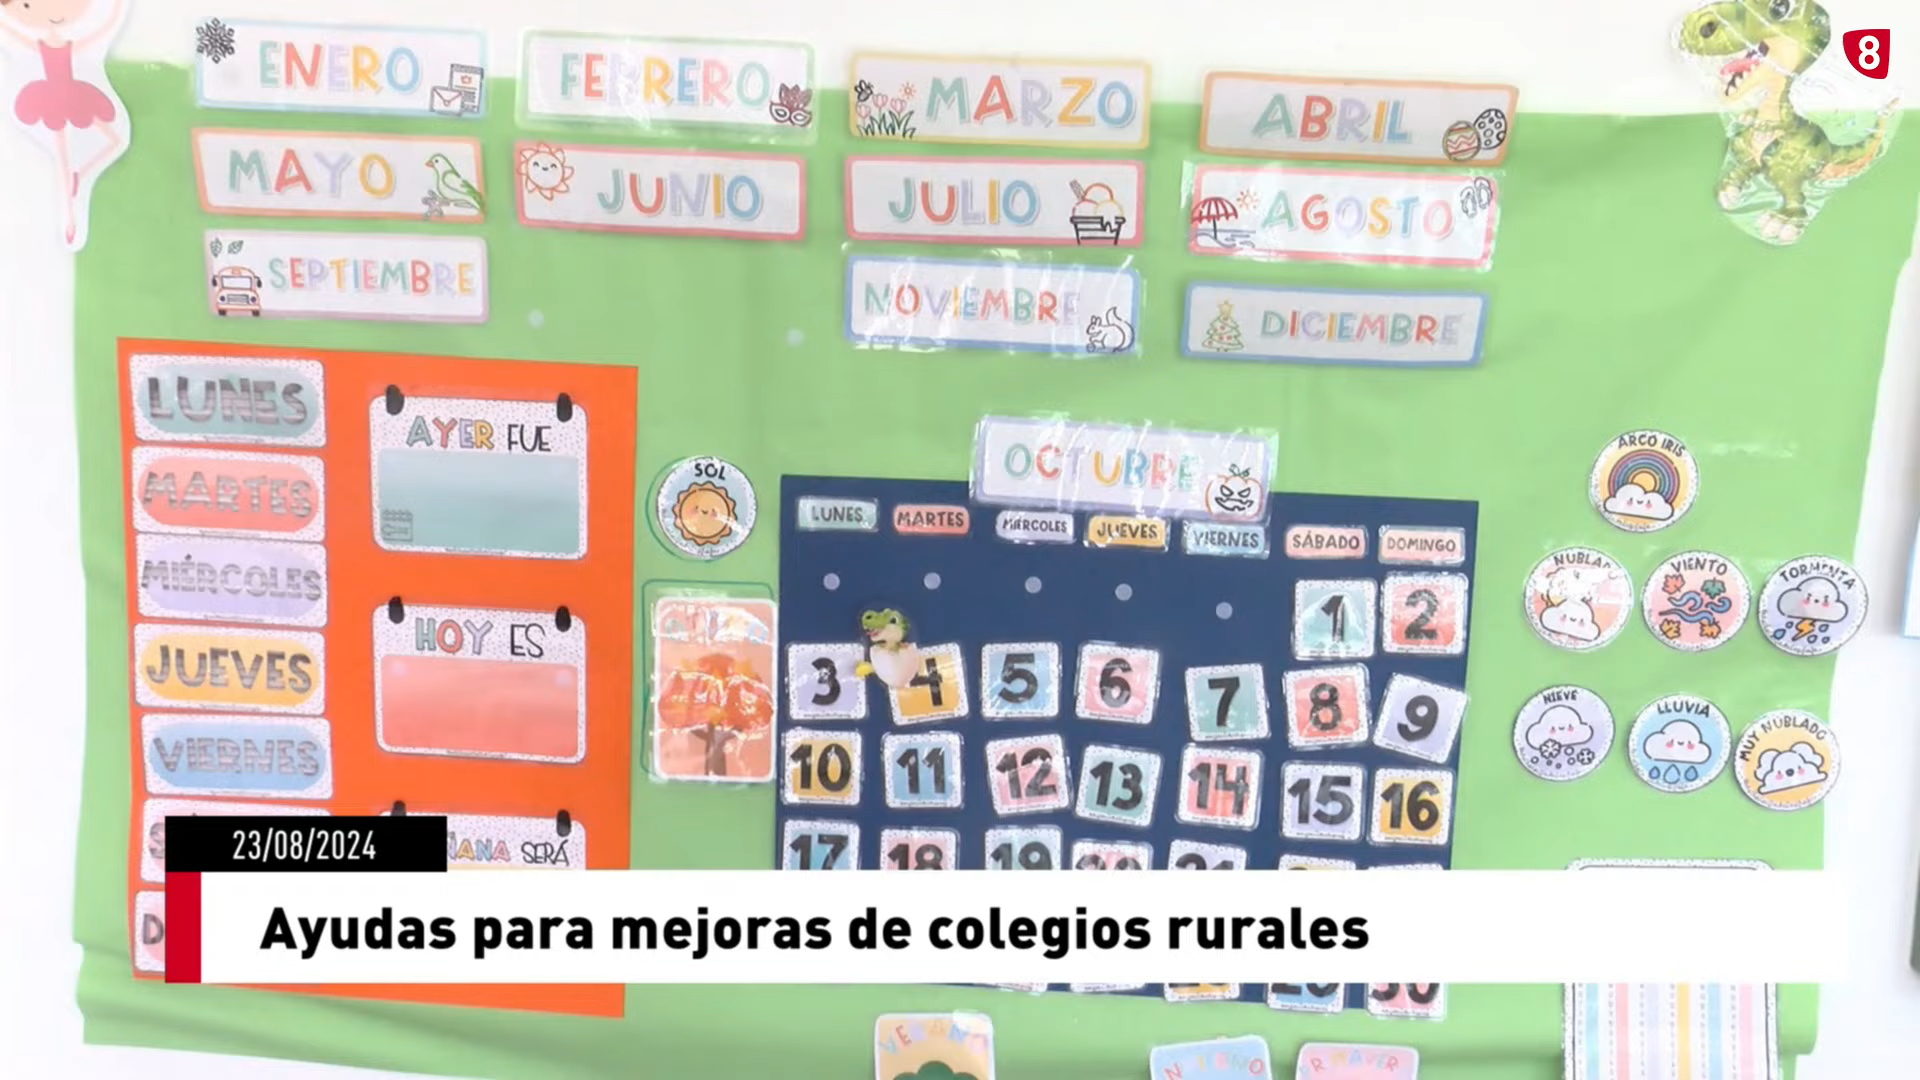 8
ENERO
FEBRERO
MARZO
ABRIL
MAYO
JUNIO
JULIO
AGOSTO
SEPTIEMBRE
NOVIEMBRE
DICIEMBRE
LUNES
MARTES
MIÉRCOLES
JUEVES
VIERNES
AYER FUE
HOY ES
SERÁ
SOL
OCTUBRE
LUNES MARTES MIÉRCOLES JUEVES VIERNES SÁBADO DOMINGO
1 2
3 4 5 6 7 8 9
10 11 12 13 14 15 16
17 18 19
ARCO IRIS
VIENTO
TORMENTA
NIEVE
LLUVIA
MUY NUBLADO
23/08/2024
Ayudas para mejoras de colegios rurales